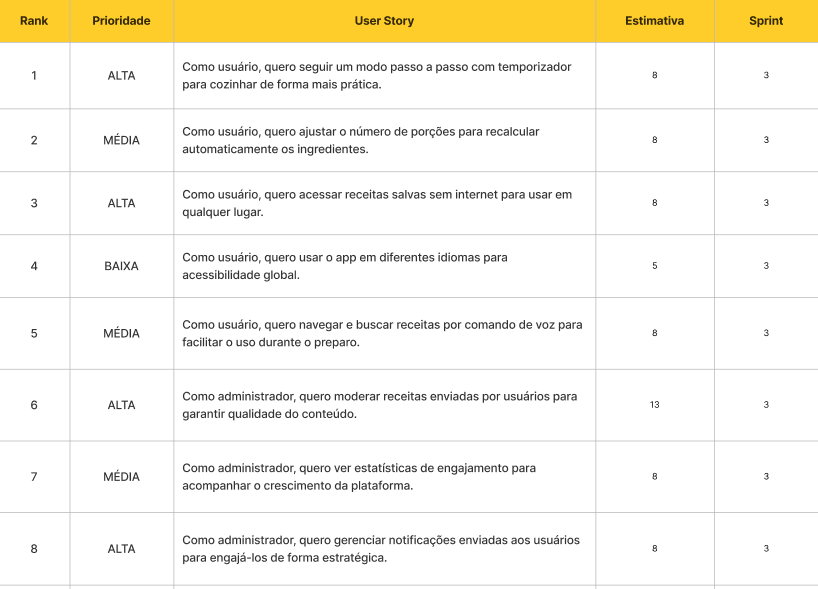 Rank Prioridade User Story Estimativa Sprint
1 ALTA Como usuário, quero seguir um modo passo a passo com temporizador 8 3
para cozinhar de forma mais prática.
2 MÉDIA Como usuário, quero ajustar o número de porções para recalcular 8 3
automaticamente os ingredientes.
3 ALTA Como usuário, quero acessar receitas salvas sem internet para usar em 8 3
qualquer lugar.
4 BAIXA Como usuário, quero usar o app em diferentes idiomas para 5 3
acessibilidade global.
5 MÉDIA Como usuário, quero navegar e buscar receitas por comando de voz para 8 3
facilitar o uso durante o preparo.
6 ALTA Como administrador, quero moderar receitas enviadas por usuários para 13 3
garantir qualidade do conteúdo.
7 MÉDIA Como administrador, quero ver estatísticas de engajamento para 8 3
acompanhar o crescimento da plataforma.
8 ALTA Como administrador, quero gerenciar notificações enviadas aos usuários 8 3
para engajá-los de forma estratégica.